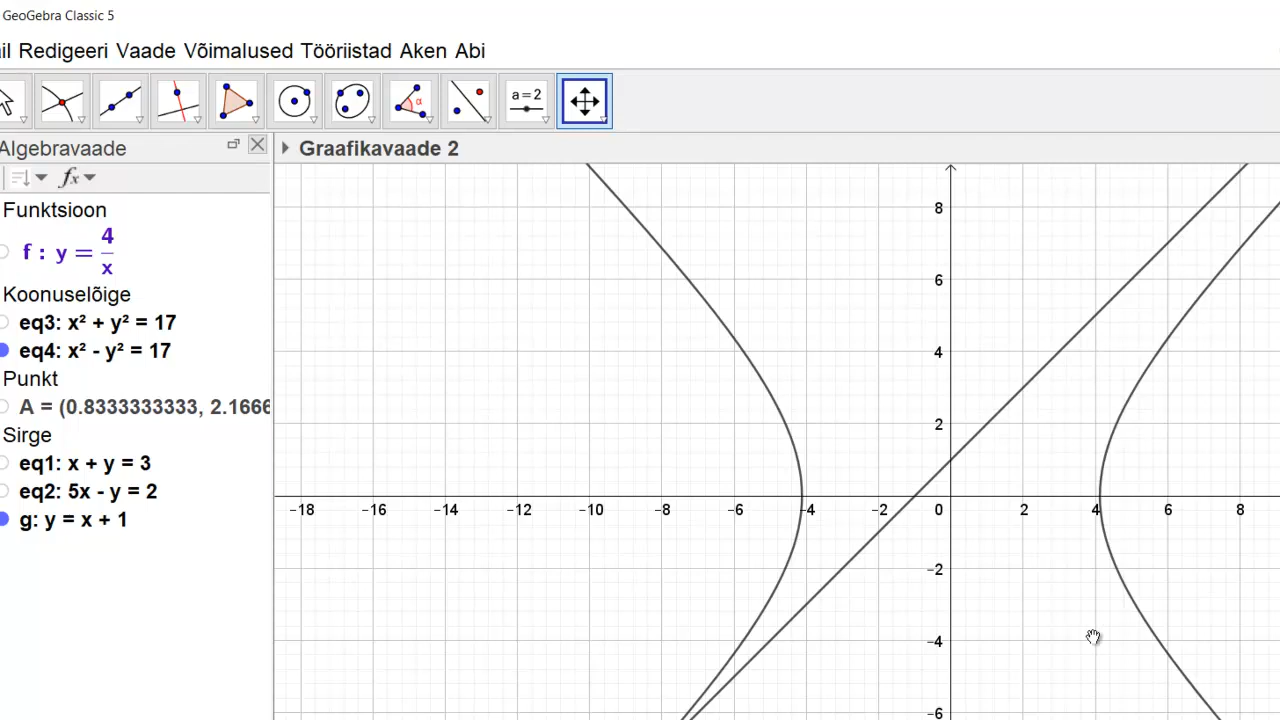 GeoGebra Classic 5
il Redigeeri Vaade Võimalused Tööriistad Aken Abi
α
a = 2
Algebravaade
Graafikavaade 2
fx
Funktsioon
f : y = 4/x
Koonuselõige
eq3: x² + y² = 17
eq4: x² - y² = 17
Punkt
A = (0.8333333333, 2.1666
Sirge
eq1: x + y = 3
eq2: 5x - y = 2
g: y = x + 1
8
6
4
2
−18 −16 −14 −12 −10 −8 −6 −4 −2 0 2 4 6 8
−2
−4
−6